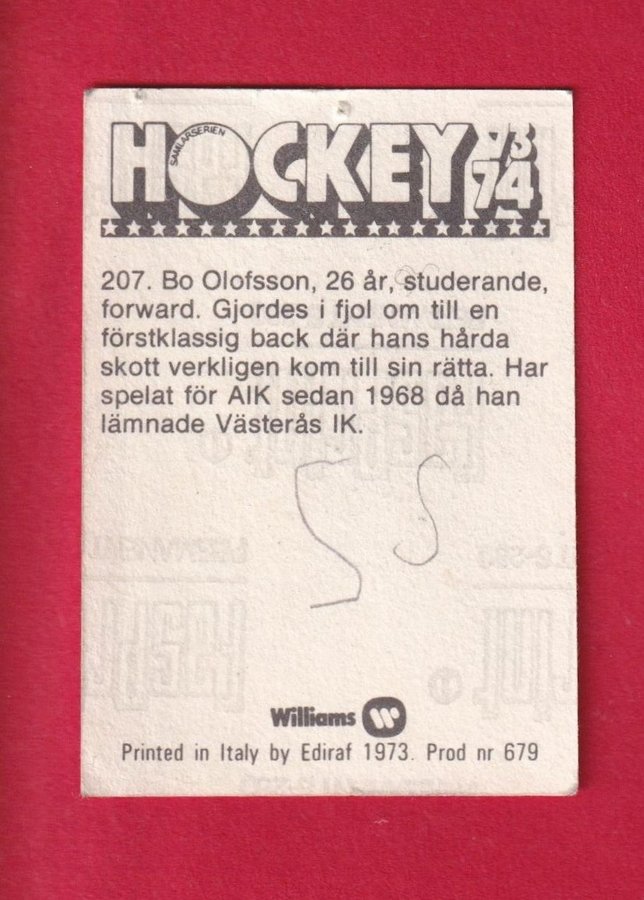 SAMLARSERIEN
HOCKEY 73
74
207. Bo Olofsson, 26 år, studerande,
forward. Gjordes i fjol om till en
förstklassig back där hans hårda
skott verkligen kom till sin rätta. Har
spelat för AIK sedan 1968 då han
lämnade Västerås IK.
Williams
Printed in Italy by Ediraf 1973. Prod nr 679